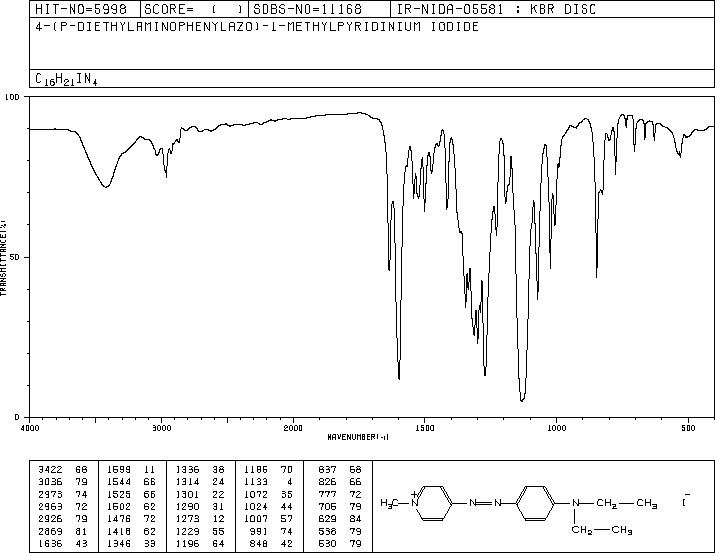 HIT-NO=5998 SCORE= ( ) SDBS-NO=11168 IR-NIDA-05581 : KBR DISC
4-(P-DIETHYLAMINOPHENYLAZO)-1-METHYLPYRIDINIUM IODIDE
C16H21IN4
100
50
0
TRANSMITTANCE(%)
4000 3000 2000 1500 1000 500
WAVENUMBER(-1)
3422 68 1599 11 1336 38 1186 70 837 58
3036 79 1544 66 1314 24 1133 4 826 66
2973 74 1525 66 1301 22 1072 35 777 72
2969 72 1502 62 1290 31 1024 44 705 79
2926 79 1476 72 1273 12 1007 57 629 84
2869 81 1418 62 1229 55 991 74 538 79
1636 43 1346 33 1196 64 848 42 530 79
H3C N+ N=N N CH2 CH3 I-
CH2 CH3